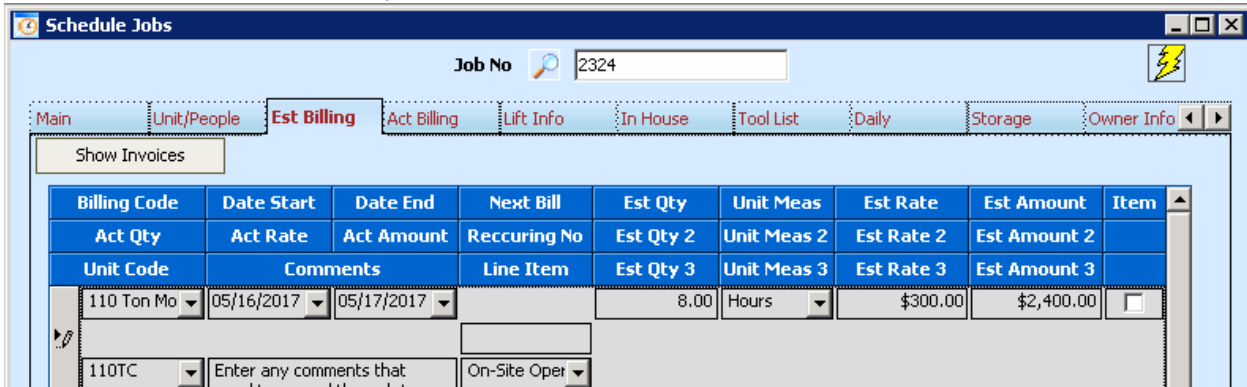 Schedule Jobs
Job No 2324
Main Unit/People Est Billing Act Billing Lift Info In House Tool List Daily Storage Owner Info
Show Invoices
Billing Code Date Start Date End Next Bill Est Qty Unit Meas Est Rate Est Amount Item
Act Qty Act Rate Act Amount Reccuring No Est Qty 2 Unit Meas 2 Est Rate 2 Est Amount 2
Unit Code Comments Line Item Est Qty 3 Unit Meas 3 Est Rate 3 Est Amount 3
110 Ton Mo 05/16/2017 05/17/2017 8.00 Hours $300.00 $2,400.00
110TC Enter any comments that On-Site Oper